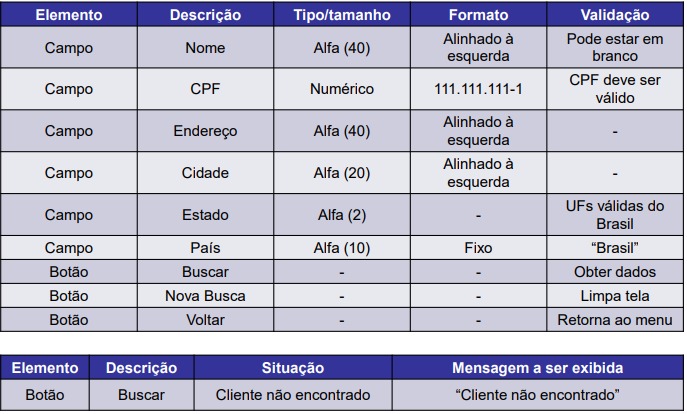 Elemento Descrição Tipo/tamanho Formato Validação
Campo Nome Alfa (40) Alinhado à esquerda Pode estar em branco
Campo CPF Numérico 111.111.111-1 CPF deve ser válido
Campo Endereço Alfa (40) Alinhado à esquerda -
Campo Cidade Alfa (20) Alinhado à esquerda -
Campo Estado Alfa (2) - UFs válidas do Brasil
Campo País Alfa (10) Fixo “Brasil”
Botão Buscar - - Obter dados
Botão Nova Busca - - Limpa tela
Botão Voltar - - Retorna ao menu
Elemento Descrição Situação Mensagem a ser exibida
Botão Buscar Cliente não encontrado “Cliente não encontrado”